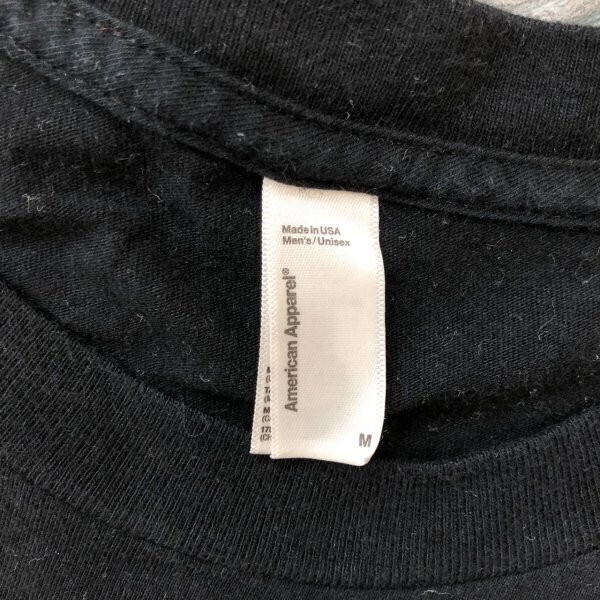 Made in USA
Men's/Unisex
American Apparel®
M